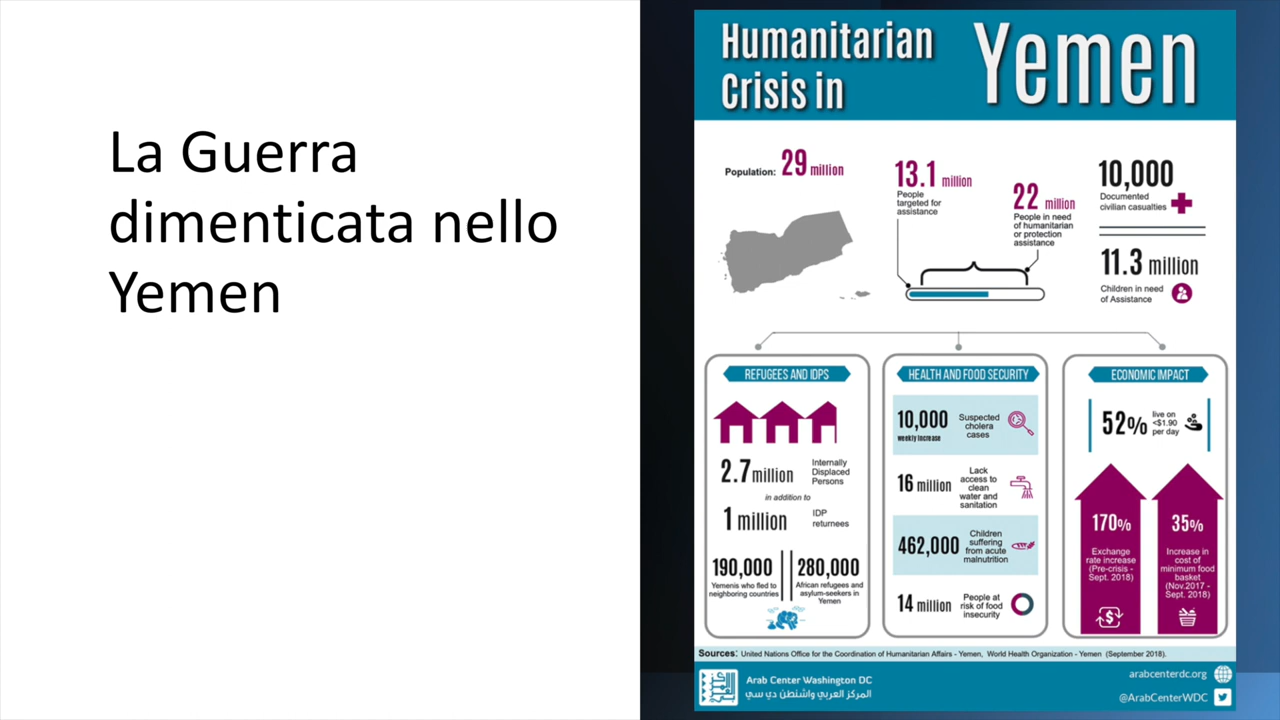 La Guerra
dimenticata nello
Yemen
Humanitarian
Crisis in
Yemen
Population: 29 million
13.1 million
People
targeted for
assistance
22 million
People in need
of humanitarian
or protection
assistance
10,000
Documented
civilian casualties
11.3 million
Children in need
of Assistance
REFUGEES AND IDPS
2.7 million
Internally
Displaced
Persons
in addition to
1 million
IDP
returnees
190,000
Yemenis who fled to
neighboring countries
280,000
African refugees and
asylum-seekers in
Yemen
HEALTH AND FOOD SECURITY
10,000
weekly increase
Suspected
cholera
cases
16 million
Lack
access to
clean
water and
sanitation
462,000
Children
suffering
from acute
malnutrition
14 million
People at
risk of food
insecurity
ECONOMIC IMPACT
52%
live on
<$1.90
per day
170%
Exchange
rate increase
(Pre-crisis -
Sept. 2018)
35%
Increase in
cost of
minimum food
basket
(Nov.2017 -
Sept. 2018)
Sources: United Nations Office for the Coordination of Humanitarian Affairs - Yemen, World Health Organization - Yemen (September 2018).
Arab Center Washington DC
المركز العربي واشنطن دي سي
arabcenterdc.org
@ArabCenterWDC